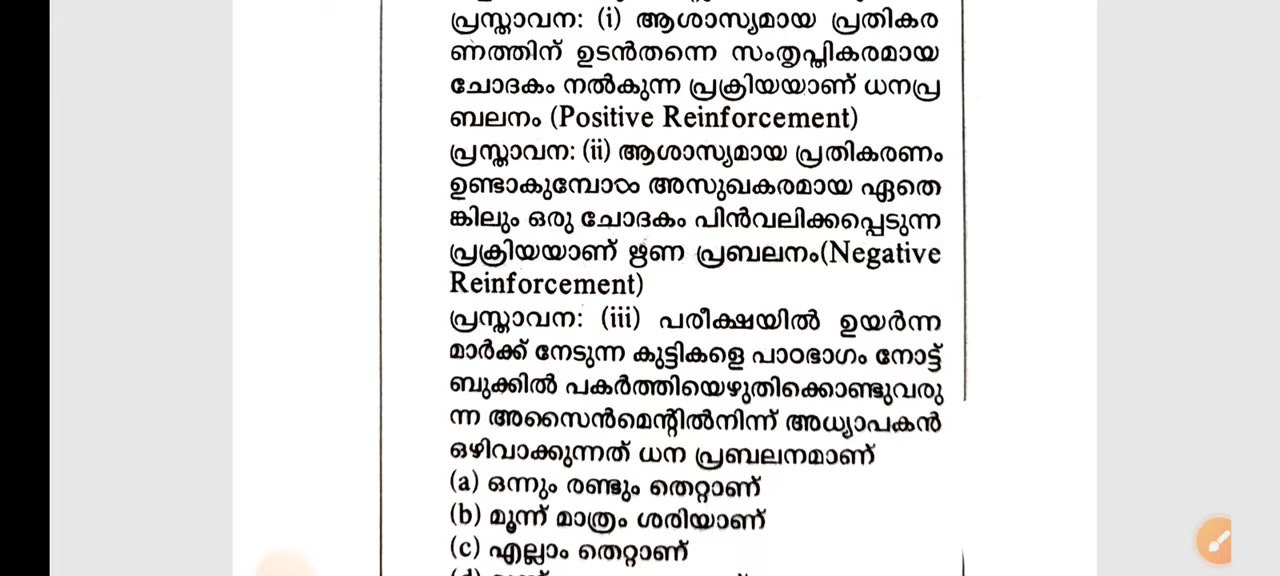 പ്രസ്താവന: (i) ആശാസ്യമായ പ്രതികര
ണത്തിന് ഉടൻതന്നെ സംതൃപ്തികരമായ
ചോദകം നൽകുന്ന പ്രക്രിയയാണ് ധനപ്ര
ബലനം (Positive Reinforcement)
പ്രസ്താവന: (ii) ആശാസ്യമായ പ്രതികരണം
ഉണ്ടാകുമ്പോൾ അസുഖകരമായ ഏതെ
ങ്കിലും ഒരു ചോദകം പിൻവലിക്കപ്പെടുന്ന
പ്രക്രിയയാണ് ഋണ പ്രബലനം(Negative
Reinforcement)
പ്രസ്താവന: (iii) പരീക്ഷയിൽ ഉയർന്ന
മാർക്ക് നേടുന്ന കുട്ടികളെ പാഠഭാഗം നോട്ട്
ബുക്കിൽ പകർത്തിയെഴുതിക്കൊണ്ടുവരു
ന്ന അസൈൻമെന്റിൽനിന്ന് അധ്യാപകൻ
ഒഴിവാക്കുന്നത് ധന പ്രബലനമാണ്
(a) ഒന്നും രണ്ടും തെറ്റാണ്
(b) മൂന്ന് മാത്രം ശരിയാണ്
(c) എല്ലാം തെറ്റാണ്